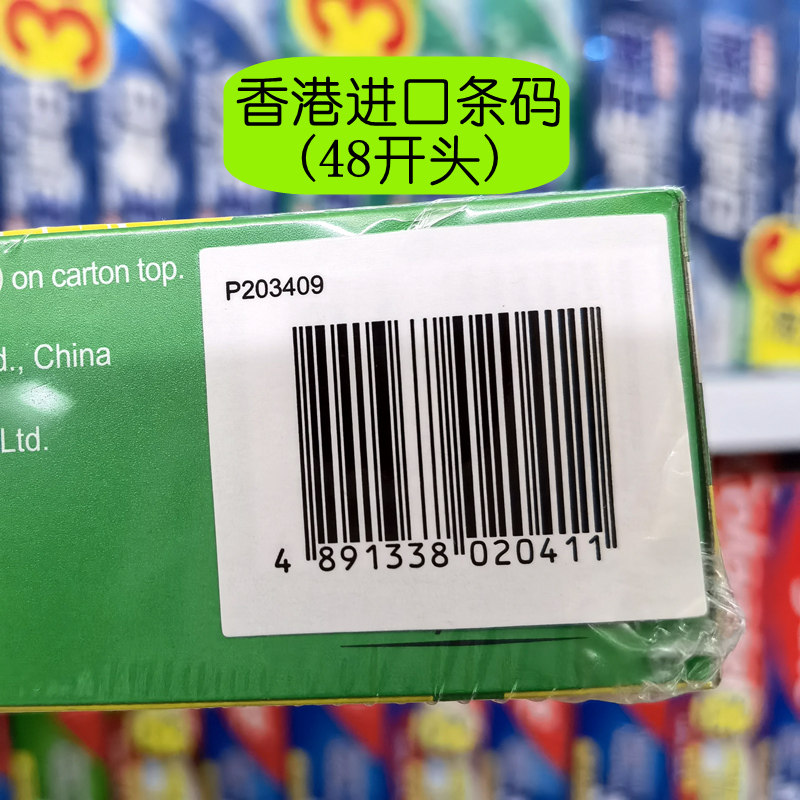 香港进口条码
(48开头)
) on carton top.
P203409
d., China
Ltd.
4 891338 020411